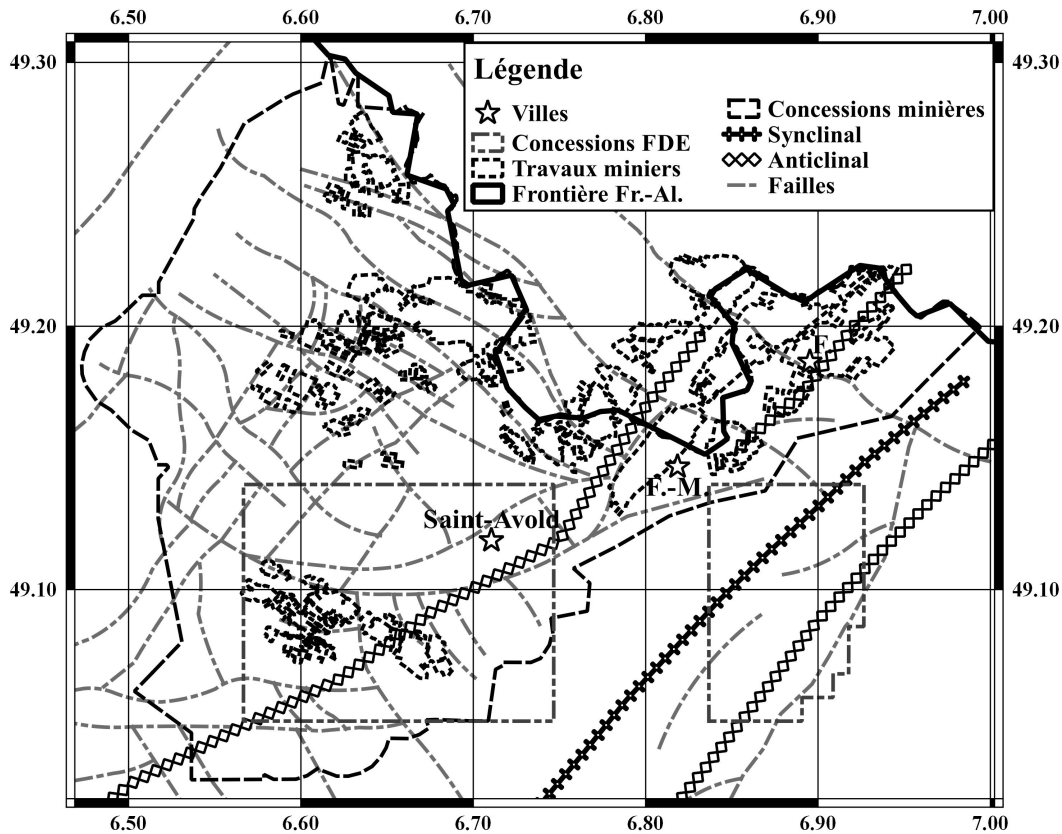 6.50 6.60 6.70 6.80 6.90 7.00
49.30 49.30
Légende
Villes
Concessions FDE
Travaux miniers
Frontière Fr.-Al.
Concessions minières
Synclinal
Anticlinal
Failles
49.20 49.20
F.
F.-M.
Saint-Avold
49.10 49.10
6.50 6.60 6.70 6.80 6.90 7.00